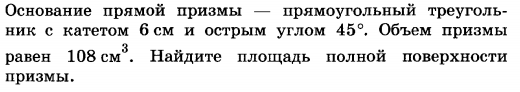 Основание прямой призмы — прямоугольный треуголь-
ник с катетом 6 см и острым углом 45°. Объем призмы
равен 108 см³. Найдите площадь полной поверхности
призмы.